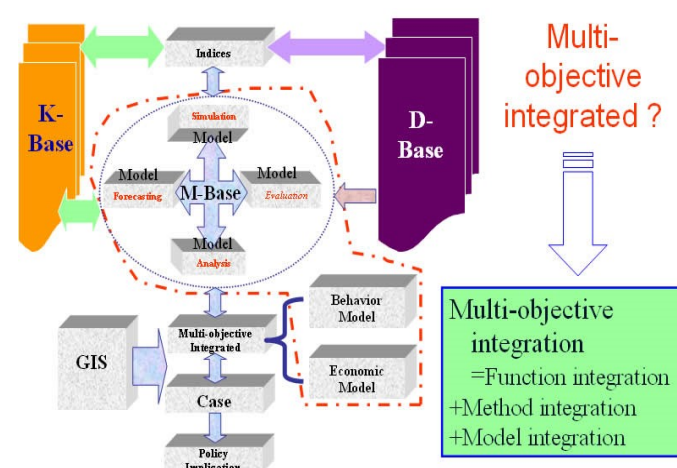 Indices
K-
Base
D-
Base
Simulation
Model
Model
Forecasting
M-Base
Model
Evaluation
Model
Analysis
Multi-objective
Integrated
Behavior
Model
Economic
Model
GIS
Case
Policy
Implication
Multi-
objective
integrated ?
Multi-objective
integration
=Function integration
+Method integration
+Model integration